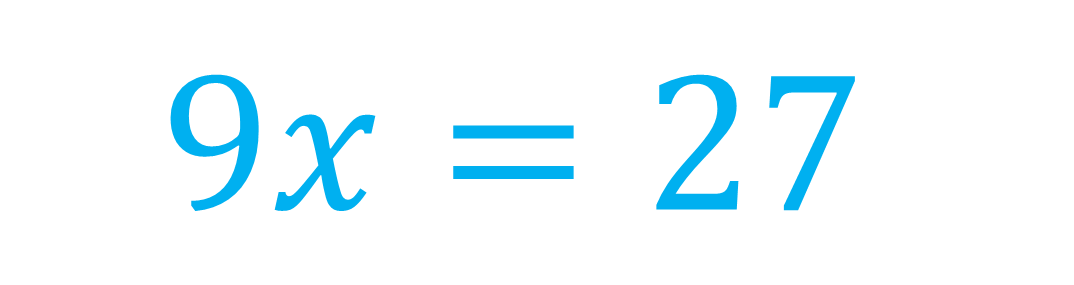 9x = 27